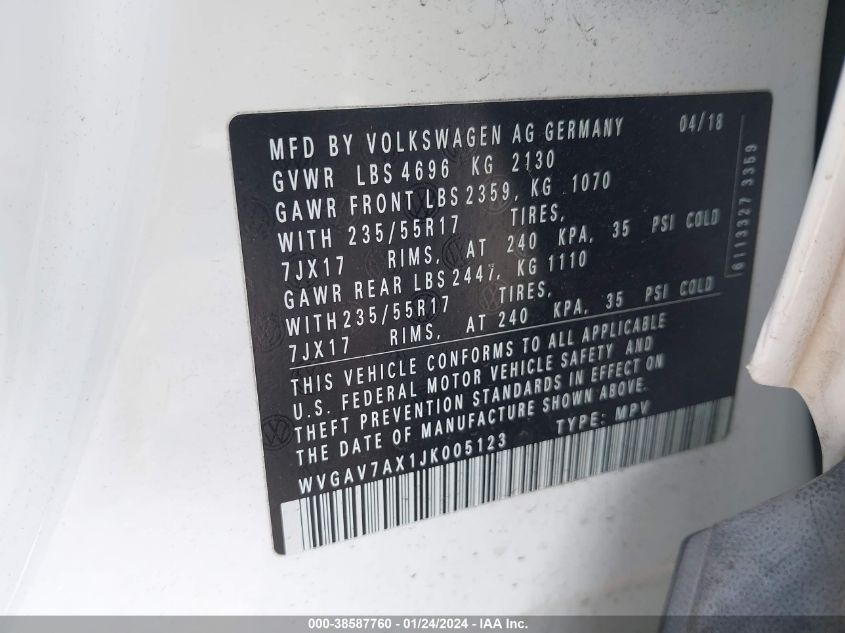 MFD BY VOLKSWAGEN AG GERMANY 04/18
GVWR LBS 4696 KG 2130
GAWR FRONT LBS 2359, KG 1070
WITH 235/55R17 TIRES,
7JX17 RIMS, AT 240 KPA, 35 PSI COLD
GAWR REAR LBS 2447, KG 1110
WITH 235/55R17 TIRES,
7JX17 RIMS, AT 240 KPA, 35 PSI COLD
THIS VEHICLE CONFORMS TO ALL APPLICABLE
U.S. FEDERAL MOTOR VEHICLE SAFETY AND
THEFT PREVENTION STANDARDS IN EFFECT ON
THE DATE OF MANUFACTURE SHOWN ABOVE.
WVGAV7AX1JK005123 TYPE: MPV
6113327 3359
000-38587760 - 01/24/2024 - IAA Inc.